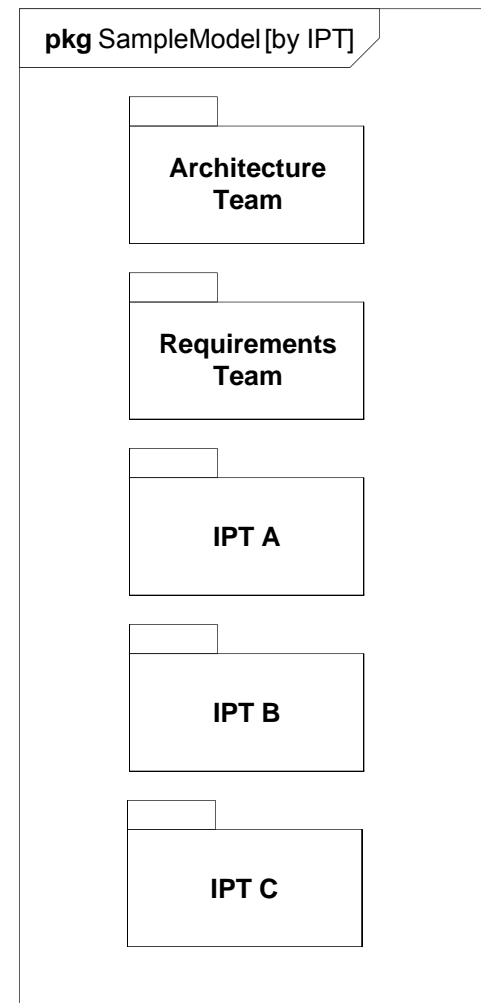 pkg SampleModel [by IPT]
Architecture
Team
Requirements
Team
IPT A
IPT B
IPT C